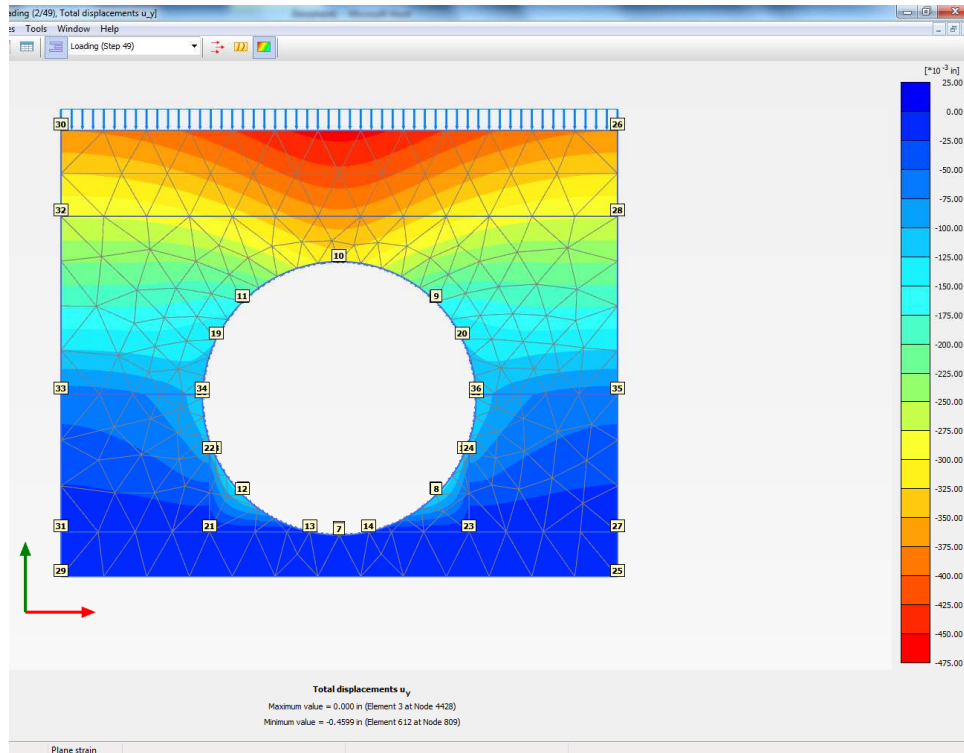 ading (2/49), Total displacements u_y]
es Tools Window Help
Loading (Step 49)
[*10 -3 in]
25.00
0.00
-25.00
-50.00
-75.00
-100.00
-125.00
-150.00
-175.00
-200.00
-225.00
-250.00
-275.00
-300.00
-325.00
-350.00
-375.00
-400.00
-425.00
-450.00
-475.00
30 26
32 28
10
11 9
19 20
33 34 36 35
22 24
12 8
31 21 13 7 14 23 27
29 25
Total displacements uy
Maximum value = 0.000 in (Element 3 at Node 4428)
Minimum value = -0.4599 in (Element 612 at Node 809)
Plane strain